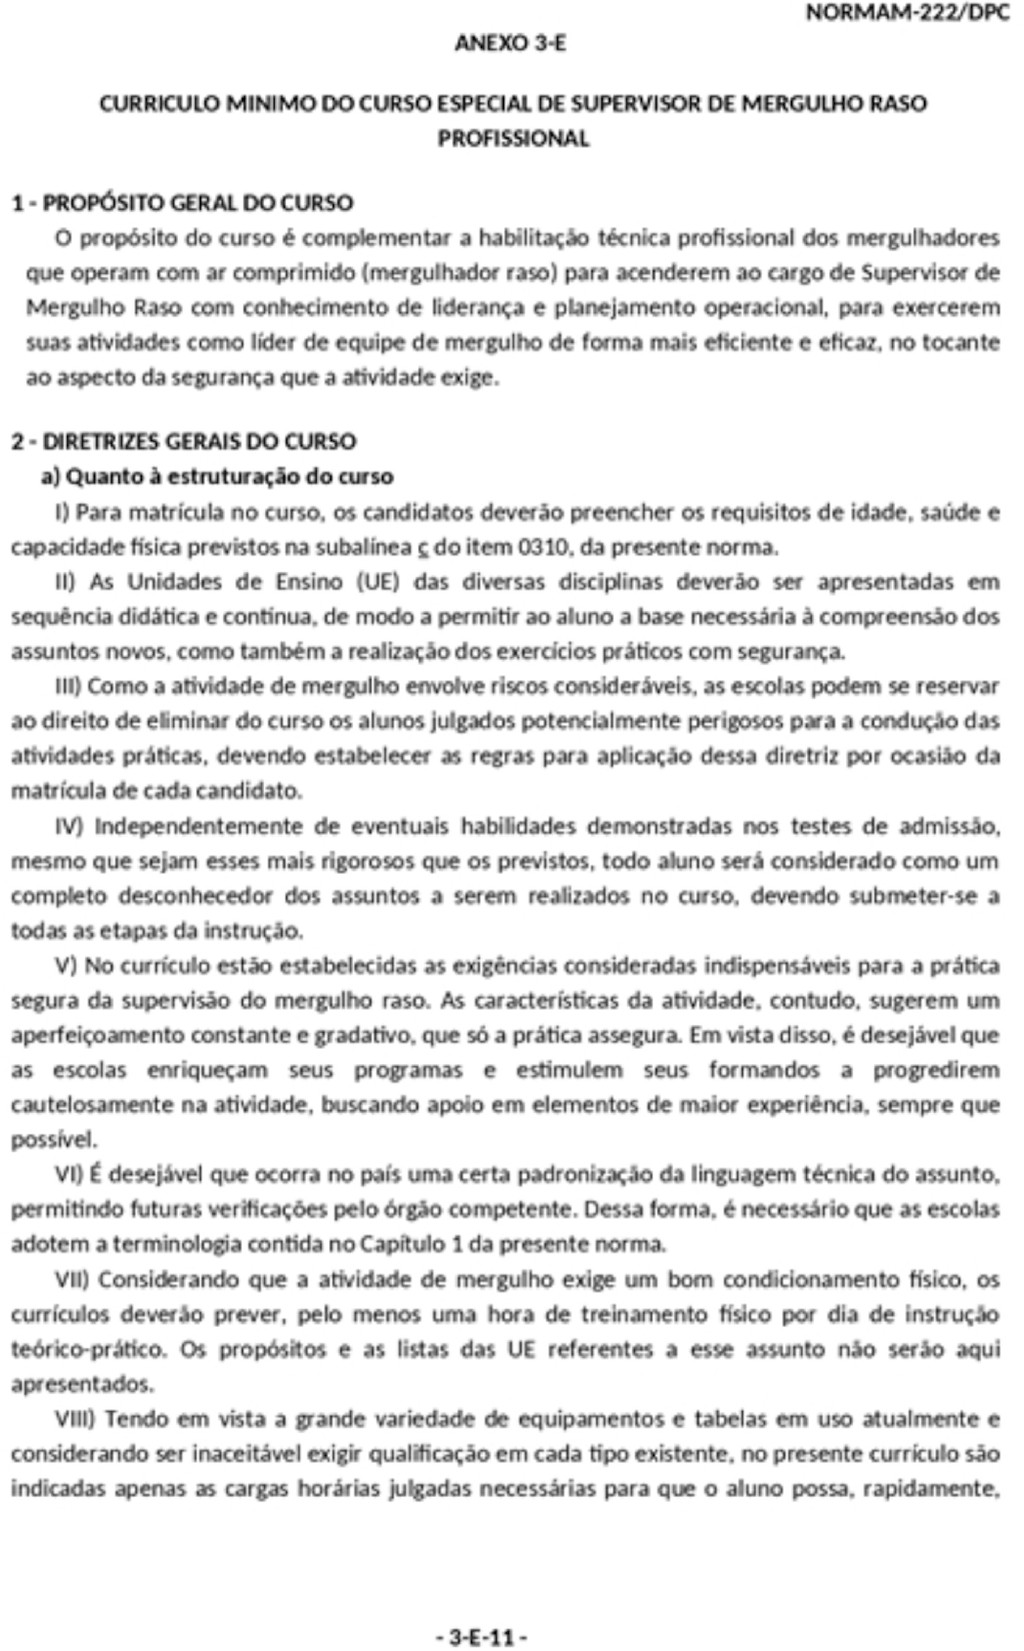 NORMAM-222/DPC
ANEXO 3-E
CURRICULO MINIMO DO CURSO ESPECIAL DE SUPERVISOR DE MERGULHO RASO
PROFISSIONAL
1 - PROPÓSITO GERAL DO CURSO
O propósito do curso é complementar a habilitação técnica profissional dos mergulhadores
que operam com ar comprimido (mergulhador raso) para acenderem ao cargo de Supervisor de
Mergulho Raso com conhecimento de liderança e planejamento operacional, para exercerem
suas atividades como líder de equipe de mergulho de forma mais eficiente e eficaz, no tocante
ao aspecto da segurança que a atividade exige.
2 - DIRETRIZES GERAIS DO CURSO
a) Quanto à estruturação do curso
I) Para matrícula no curso, os candidatos deverão preencher os requisitos de idade, saúde e
capacidade física previstos na subalínea c do item 0310, da presente norma.
II) As Unidades de Ensino (UE) das diversas disciplinas deverão ser apresentadas em
sequência didática e contínua, de modo a permitir ao aluno a base necessária à compreensão dos
assuntos novos, como também a realização dos exercícios práticos com segurança.
III) Como a atividade de mergulho envolve riscos consideráveis, as escolas podem se reservar
ao direito de eliminar do curso os alunos julgados potencialmente perigosos para a condução das
atividades práticas, devendo estabelecer as regras para aplicação dessa diretriz por ocasião da
matrícula de cada candidato.
IV) Independentemente de eventuais habilidades demonstradas nos testes de admissão,
mesmo que sejam esses mais rigorosos que os previstos, todo aluno será considerado como um
completo desconhecedor dos assuntos a serem realizados no curso, devendo submeter-se a
todas as etapas da instrução.
V) No currículo estão estabelecidas as exigências consideradas indispensáveis para a prática
segura da supervisão do mergulho raso. As características da atividade, contudo, sugerem um
aperfeiçoamento constante e gradativo, que só a prática assegura. Em vista disso, é desejável que
as escolas enriqueçam seus programas e estimulem seus formandos a progredirem
cautelosamente na atividade, buscando apoio em elementos de maior experiência, sempre que
possível.
VI) É desejável que ocorra no país uma certa padronização da linguagem técnica do assunto,
permitindo futuras verificações pelo órgão competente. Dessa forma, é necessário que as escolas
adotem a terminologia contida no Capítulo 1 da presente norma.
VII) Considerando que a atividade de mergulho exige um bom condicionamento físico, os
currículos deverão prever, pelo menos uma hora de treinamento físico por dia de instrução
teórico-prático. Os propósitos e as listas das UE referentes a esse assunto não serão aqui
apresentados.
VIII) Tendo em vista a grande variedade de equipamentos e tabelas em uso atualmente e
considerando ser inaceitável exigir qualificação em cada tipo existente, no presente currículo são
indicadas apenas as cargas horárias julgadas necessárias para que o aluno possa, rapidamente,
- 3-E-11 -